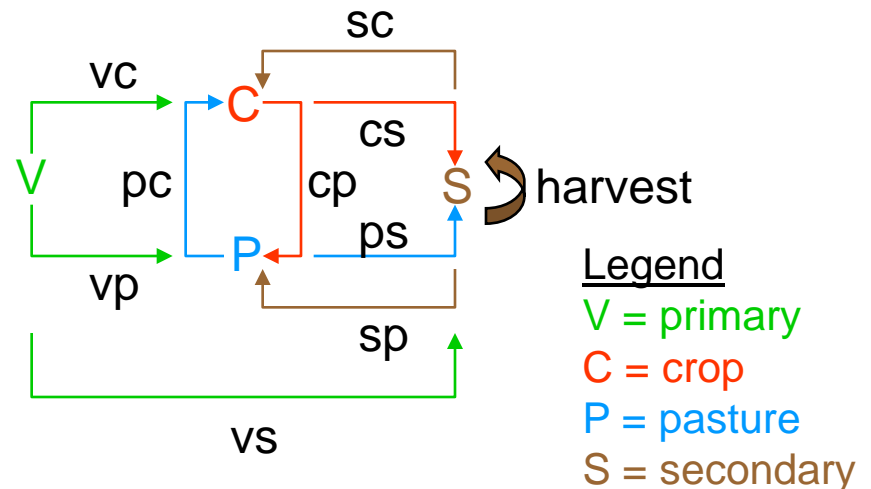 sc
vc
C
cs
V
pc
cp
S
harvest
ps
P
vp
sp
vs
Legend
V = primary
C = crop
P = pasture
S = secondary